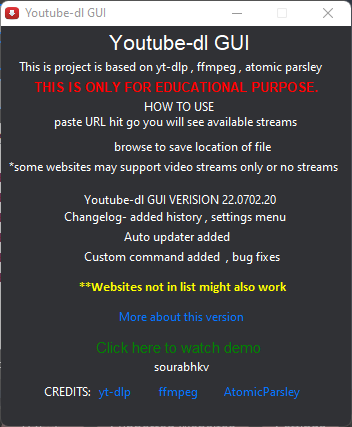 Youtube-dl GUI
Youtube-dl GUI
This is project is based on yt-dlp , ffmpeg , atomic parsley
THIS IS ONLY FOR EDUCATIONAL PURPOSE.
HOW TO USE
paste URL hit go you will see available streams
browse to save location of file
*some websites may support video streams only or no streams
Youtube-dl GUI VERISION 22.0702.20
Changelog- added history , settings menu
Auto updater added
Custom command added , bug fixes
**Websites not in list might also work
More about this version
Click here to watch demo
sourabhkv
CREDITS: yt-dlp ffmpeg AtomicParsley